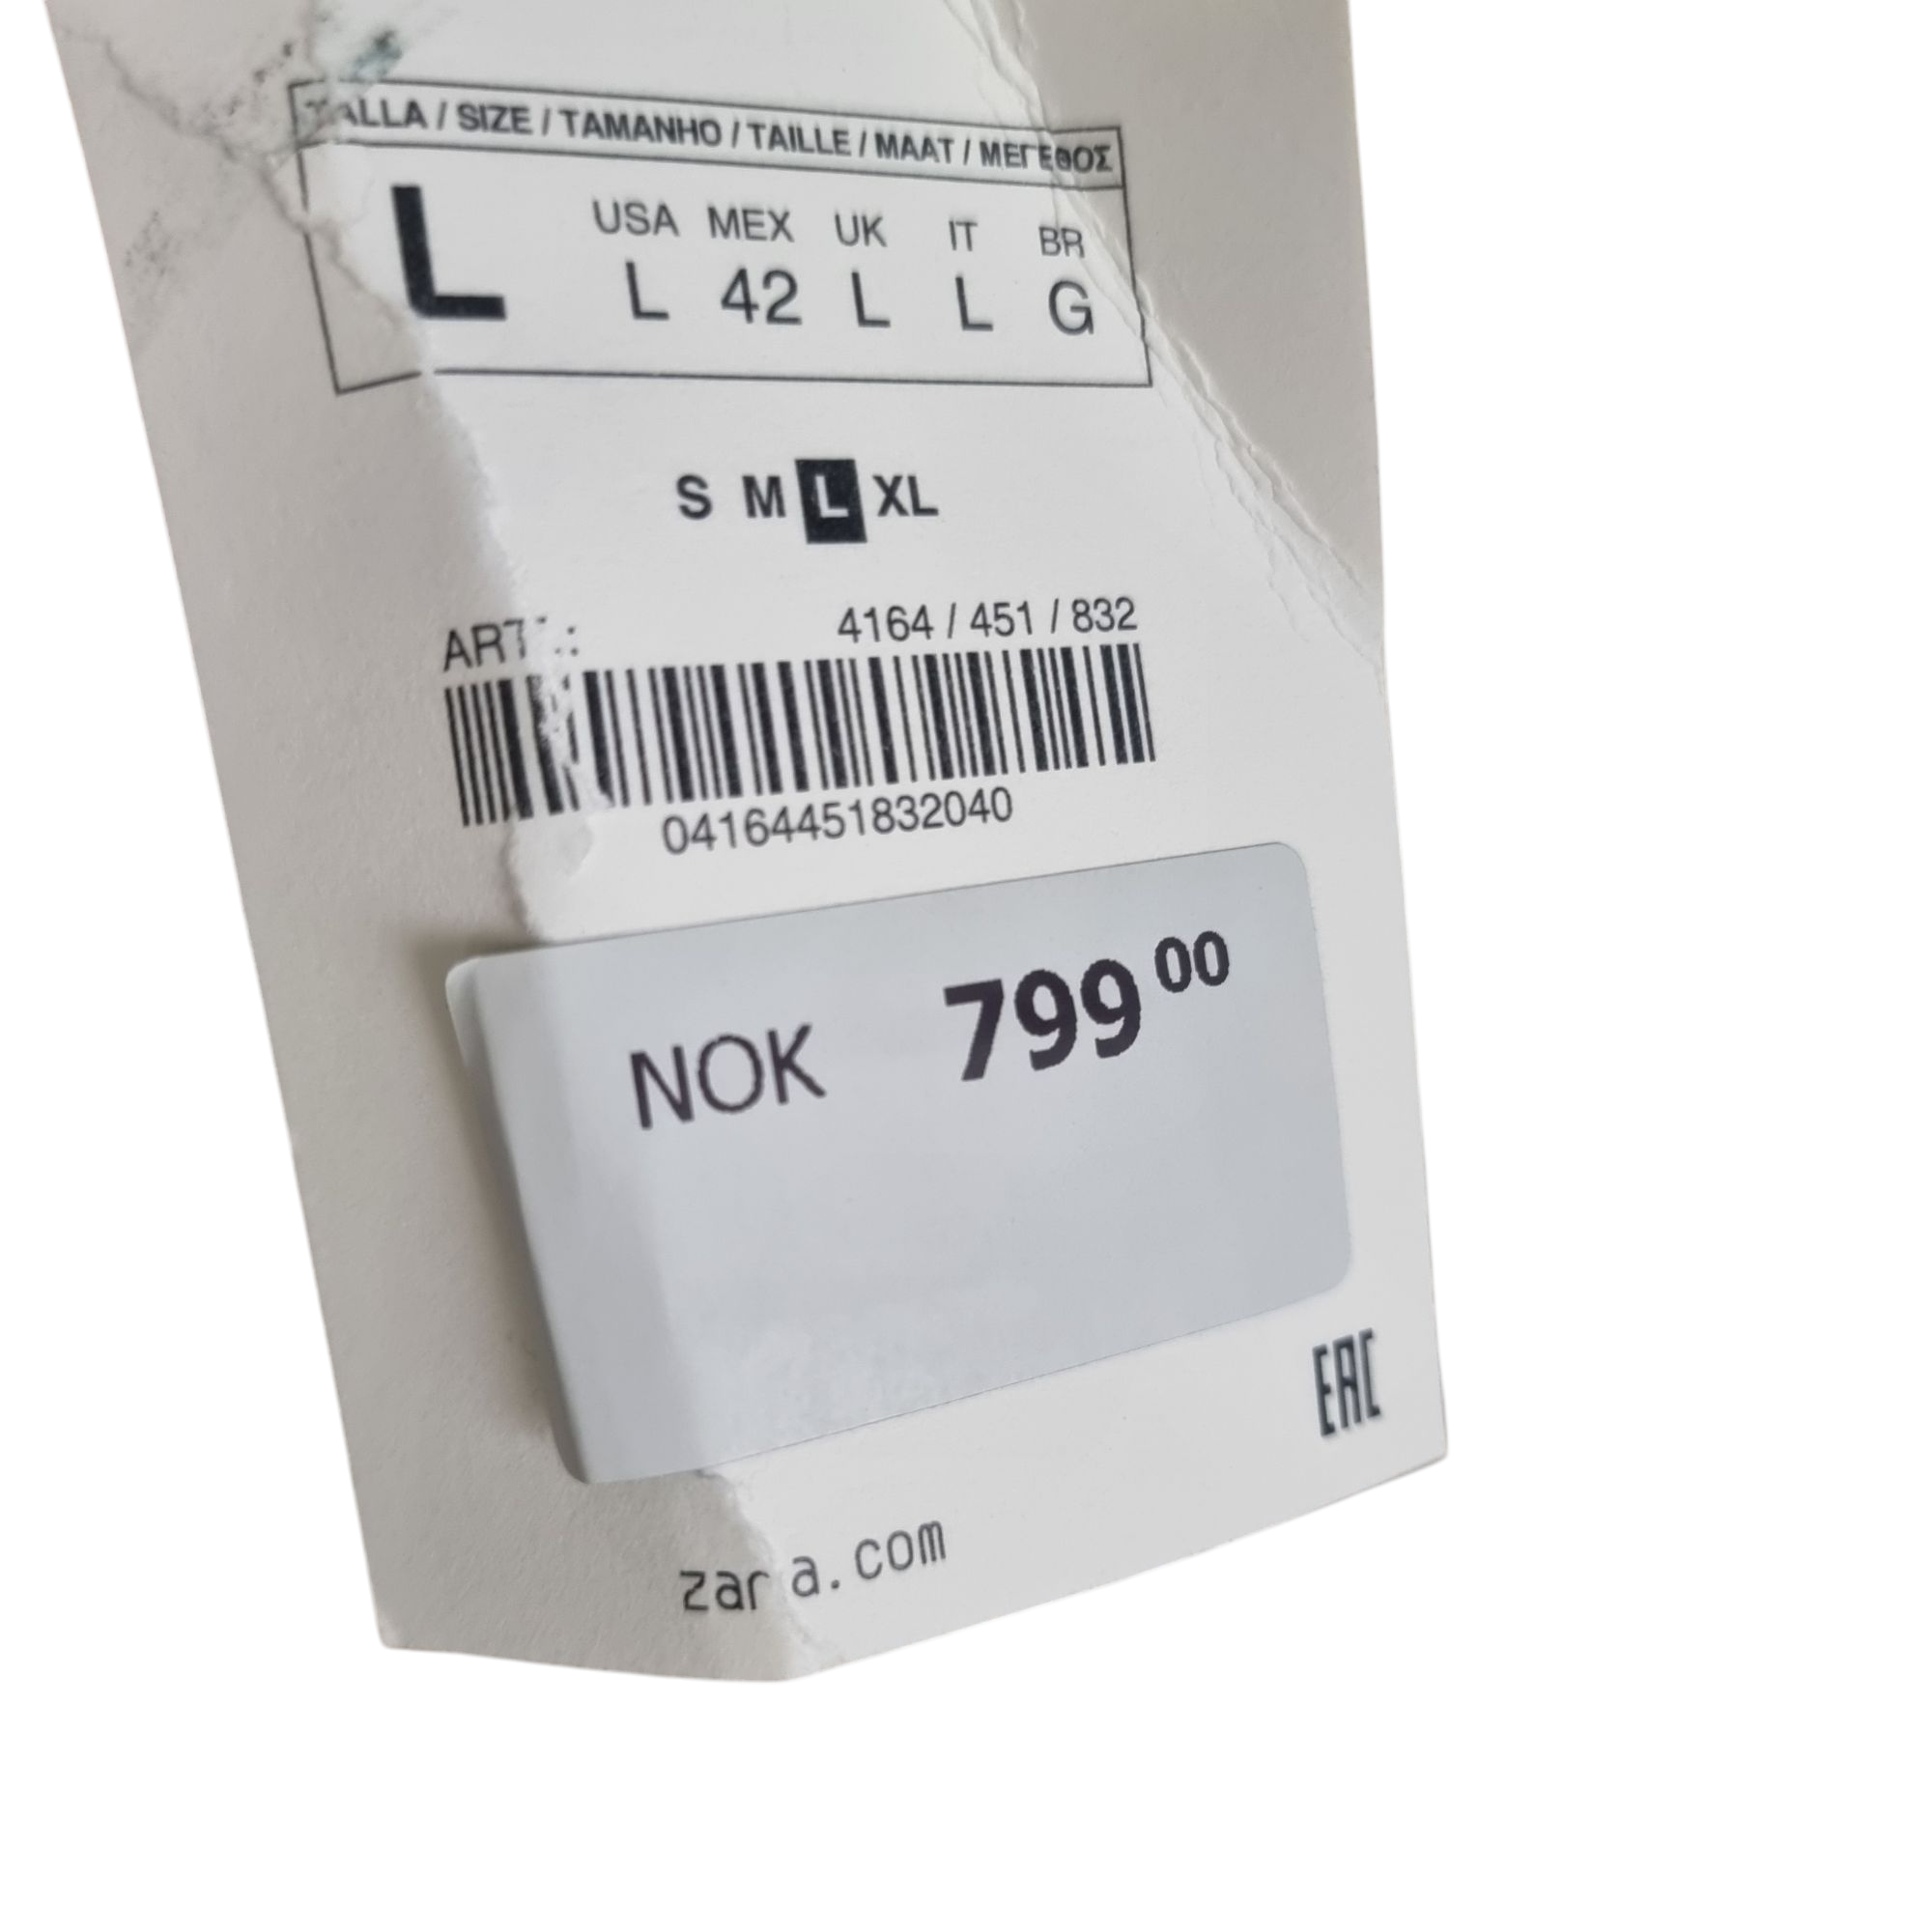 TALLA / SIZE / TAMANHO / TAILLE / MAAT / ΜΕΓΕΘΟΣ
L
USA MEX UK IT BR
L 42 L L G
S M L XL
4164 / 451 / 832
04164451832040
NOK 799 00
EAC
zara.com